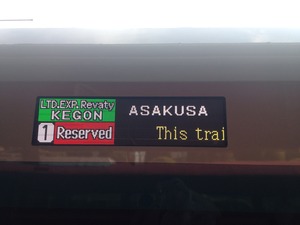 LTD.EXP.Revaty
KEGON
ASAKUSA
1 Reserved
This trai